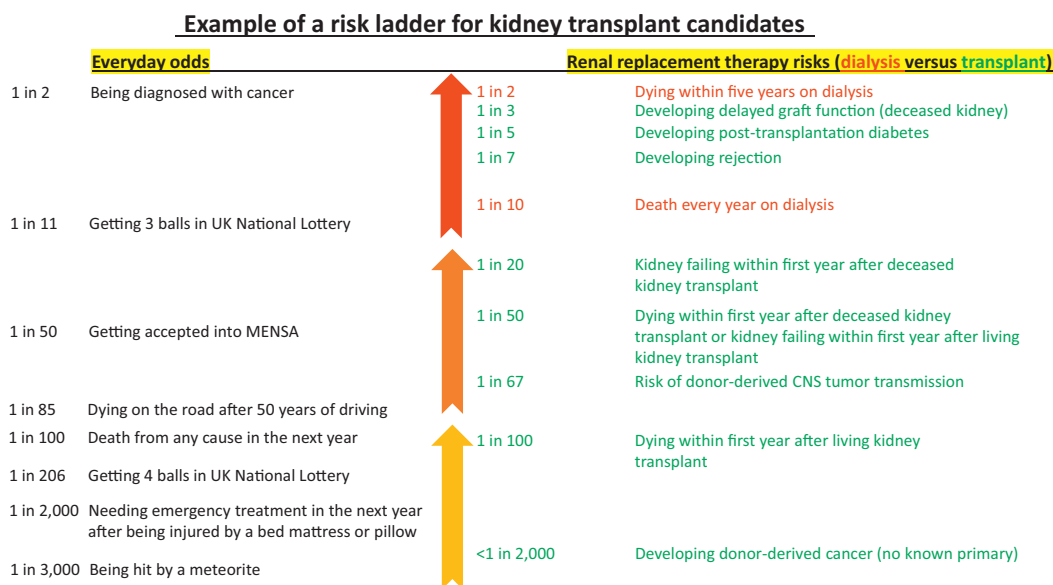 Example of a risk ladder for kidney transplant candidates
Everyday odds
Renal replacement therapy risks (dialysis versus transplant)
1 in 2 Being diagnosed with cancer
1 in 11 Getting 3 balls in UK National Lottery
1 in 50 Getting accepted into MENSA
1 in 85 Dying on the road after 50 years of driving
1 in 100 Death from any cause in the next year
1 in 206 Getting 4 balls in UK National Lottery
1 in 2,000 Needing emergency treatment in the next year
after being injured by a bed mattress or pillow
1 in 3,000 Being hit by a meteorite
1 in 2 Dying within five years on dialysis
1 in 3 Developing delayed graft function (deceased kidney)
1 in 5 Developing post-transplantation diabetes
1 in 7 Developing rejection
1 in 10 Death every year on dialysis
1 in 20 Kidney failing within first year after deceased
kidney transplant
1 in 50 Dying within first year after deceased kidney
transplant or kidney failing within first year after living
kidney transplant
1 in 67 Risk of donor-derived CNS tumor transmission
1 in 100 Dying within first year after living kidney
transplant
<1 in 2,000 Developing donor-derived cancer (no known primary)